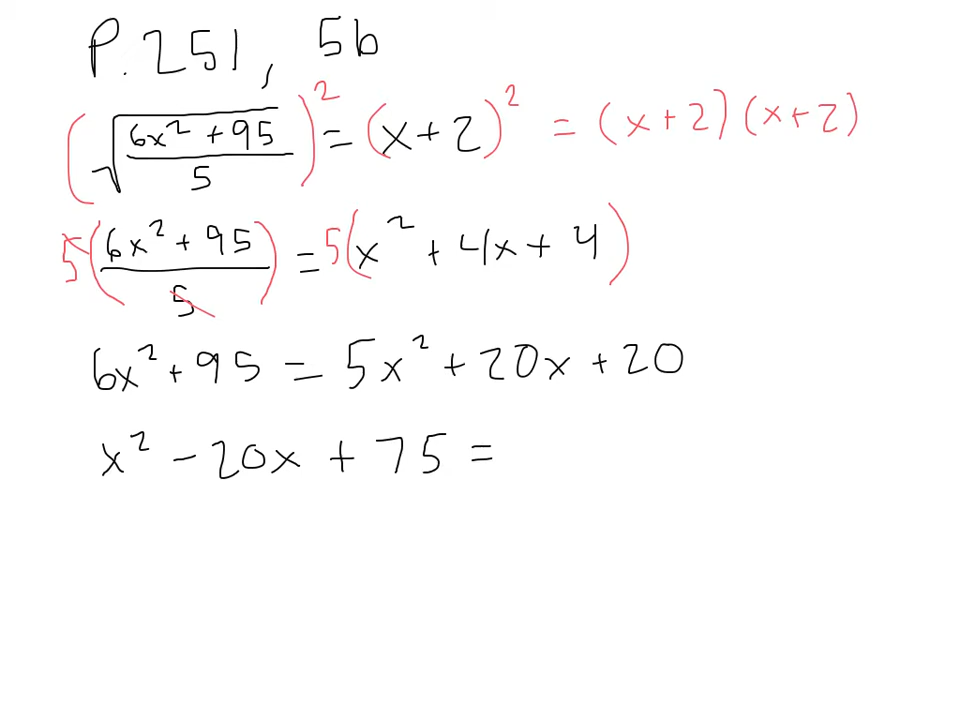 P. 251, 5b
(√((6x² + 95)/5))² = (x + 2)² = (x + 2)(x + 2)
5((6x² + 95)/5) = 5(x² + 4x + 4)
6x² + 95 = 5x² + 20x + 20
x² − 20x + 75 =